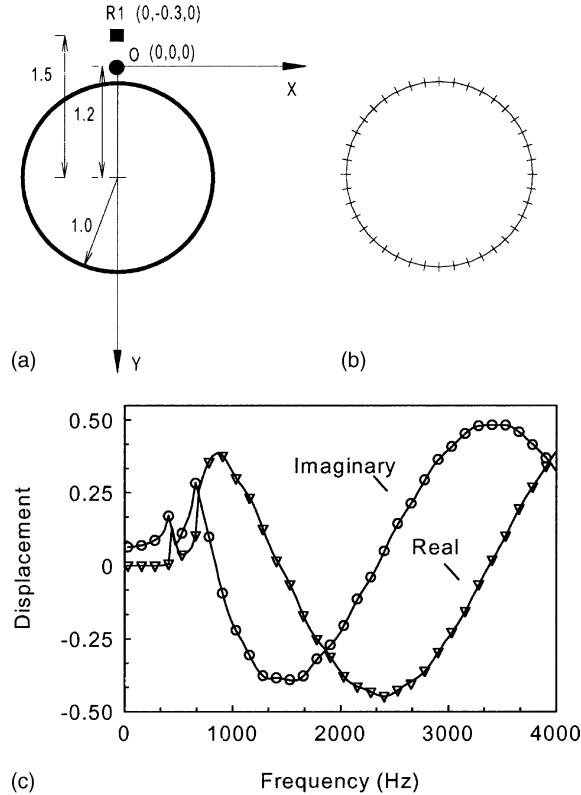 R1 (0,-0.3,0)
O (0,0,0)
1.5
1.2
X
1.0
Y
(a)
(b)
0.50
0.25
0
-0.25
-0.50
Displacement
Imaginary
Real
0 1000 2000 3000 4000
Frequency (Hz)
(c)